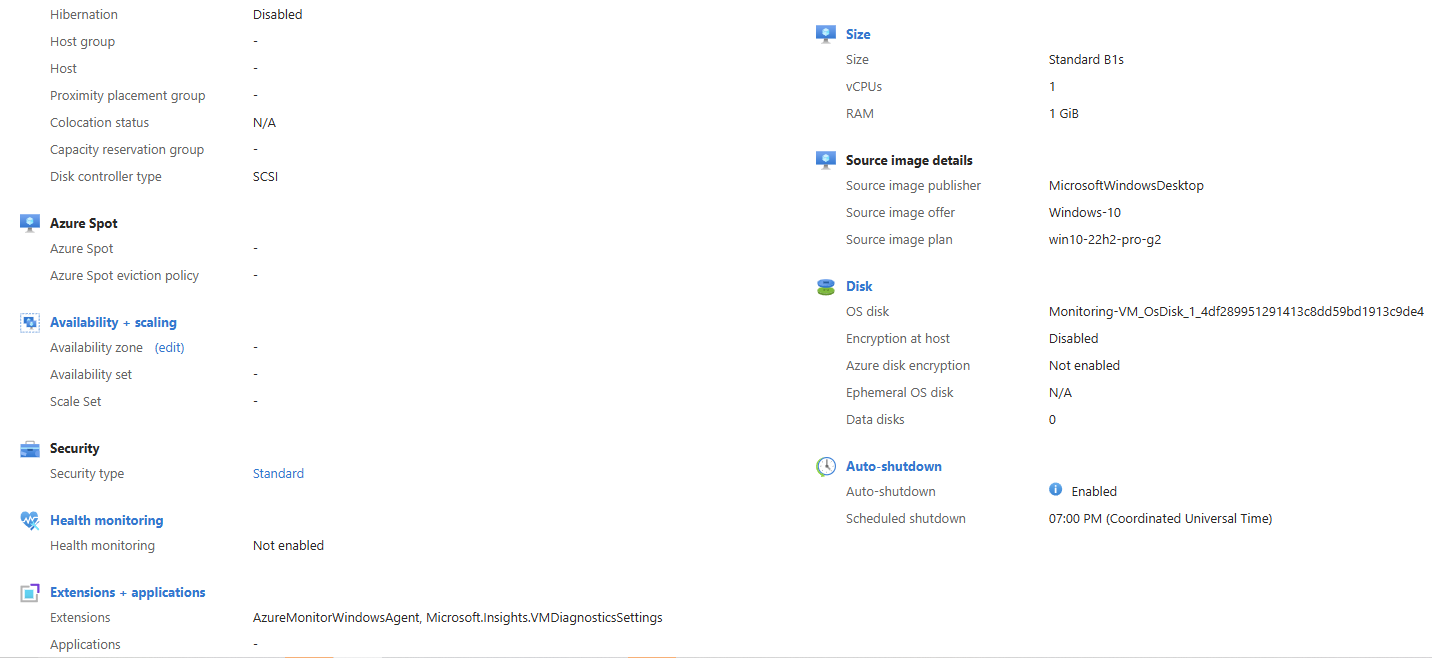 Hibernation Disabled
Host group -
Host -
Proximity placement group -
Colocation status N/A
Capacity reservation group -
Disk controller type SCSI
Azure Spot
Azure Spot -
Azure Spot eviction policy -
Availability + scaling
Availability zone (edit) -
Availability set -
Scale Set -
Security
Security type Standard
Health monitoring
Health monitoring Not enabled
Extensions + applications
Extensions AzureMonitorWindowsAgent, Microsoft.Insights.VMDiagnosticsSettings
Applications -
Size
Size Standard B1s
vCPUs 1
RAM 1 GiB
Source image details
Source image publisher MicrosoftWindowsDesktop
Source image offer Windows-10
Source image plan win10-22h2-pro-g2
Disk
OS disk Monitoring-VM_OsDisk_1_4df289951291413c8dd59bd1913c9de4
Encryption at host Disabled
Azure disk encryption Not enabled
Ephemeral OS disk N/A
Data disks 0
Auto-shutdown
Auto-shutdown Enabled
Scheduled shutdown 07:00 PM (Coordinated Universal Time)